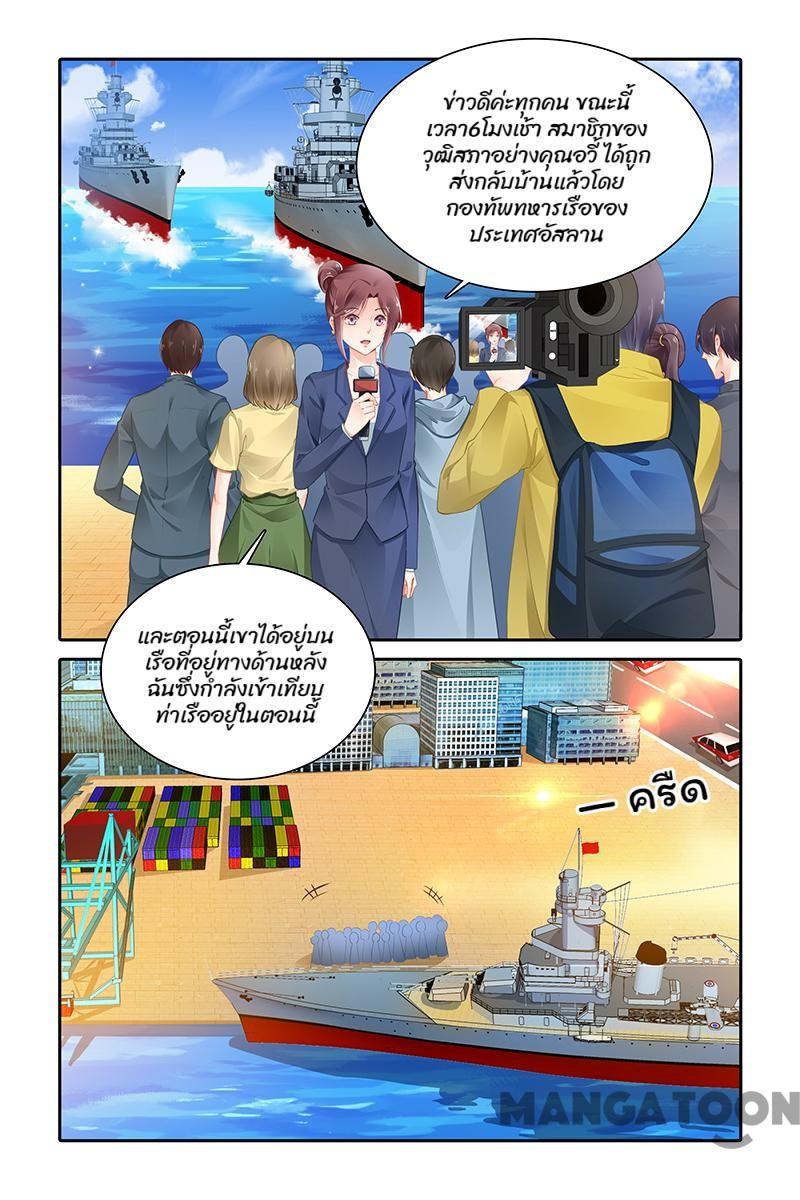 ข่าวดีค่ะทุกคน ขณะนี้
เวลา6โมงเช้า สมาชิกของ
วุฒิสภาอย่างคุณอวี้ ได้ถูก
ส่งกลับบ้านแล้วโดย
กองทัพทหารเรือของ
ประเทศอัสลาน
และตอนนี้เขาได้อยู่บน
เรือที่อยู่ทางด้านหลัง
ฉันซึ่งกำลังเข้าเทียบ
ท่าเรืออยู่ในตอนนี้
— ครืด
MANGATOON